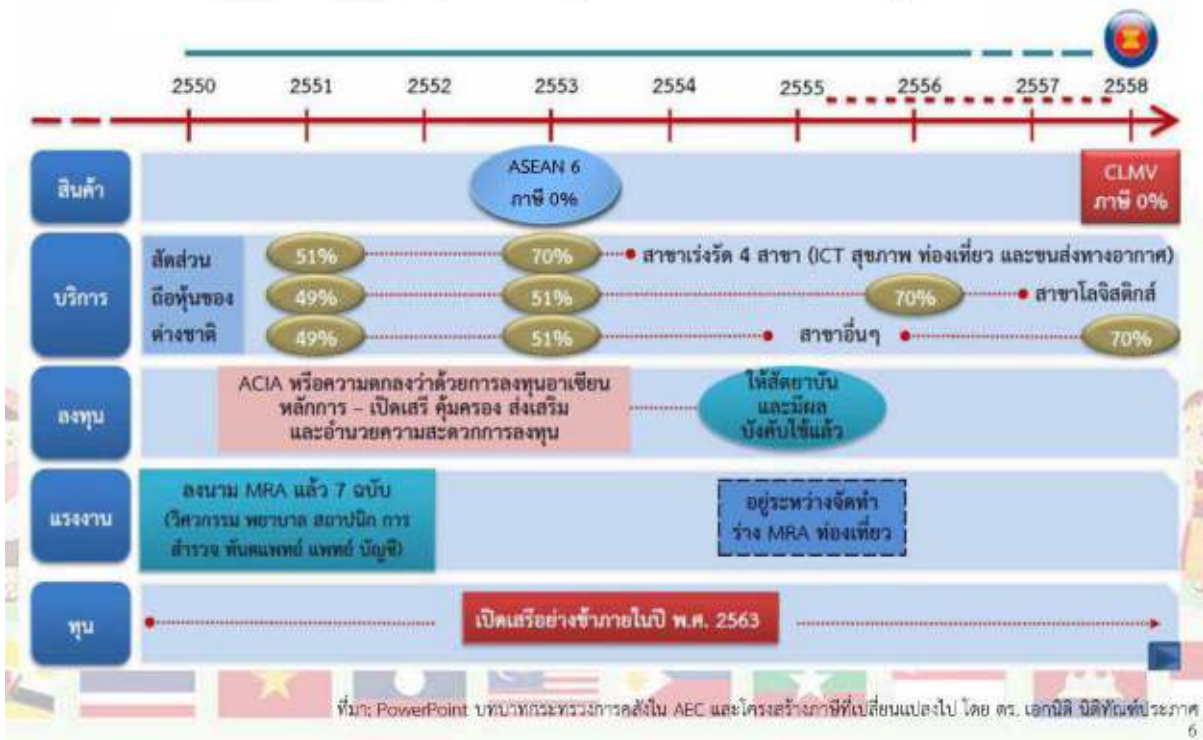 2550 2551 2552 2553 2554 2555 2556 2557 2558
สินค้า
ASEAN 6
ภาษี 0%
CLMV
ภาษี 0%
บริการ
สัดส่วน
ถือหุ้นของ
ต่างชาติ
51% 70% สาขาเร่งรัด 4 สาขา (ICT สุขภาพ ท่องเที่ยว และขนส่งทางอากาศ)
49% 51% 70% สาขาโลจิสติกส์
49% 51% สาขาอื่นๆ 70%
ลงทุน
ACIA หรือความตกลงว่าด้วยการลงทุนอาเซียน
หลักการ – เปิดเสรี คุ้มครอง ส่งเสริม
และอำนวยความสะดวกการลงทุน
ให้สัตยาบัน
และมีผล
บังคับใช้แล้ว
แรงงาน
ลงนาม MRA แล้ว 7 ฉบับ
(วิศวกรรม พยาบาล สถาปนิก การ
สำรวจ ทันตแพทย์ แพทย์ บัญชี)
อยู่ระหว่างจัดทำ
ร่าง MRA ท่องเที่ยว
ทุน
เปิดเสรีอย่างช้าภายในปี พ.ศ. 2563
ที่มา: PowerPoint บทบาทกระทรวงการคลังใน AEC และโครงสร้างภาษีที่เปลี่ยนแปลงไป โดย ดร. เอกนิติ นิติทัณฑ์ประภาศ
6